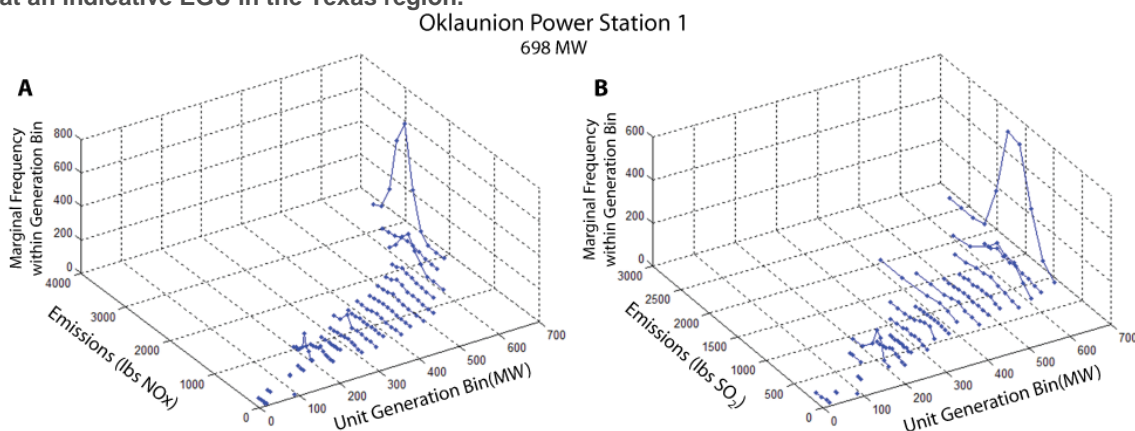 at an indicative EGU in the Texas region.
Oklaunion Power Station 1
698 MW
A
Marginal Frequency
within Generation Bin
800
600
400
200
0
4000
3000
2000
1000
0
Emissions (lbs NOx)
0
100
200
300
400
500
600
700
Unit Generation Bin(MW)
B
Marginal Frequency
within Generation Bin
600
400
200
0
3000
2500
2000
1500
1000
500
0
Emissions (lbs SO₂)
0
100
200
300
400
500
600
700
Unit Generation Bin(MW)